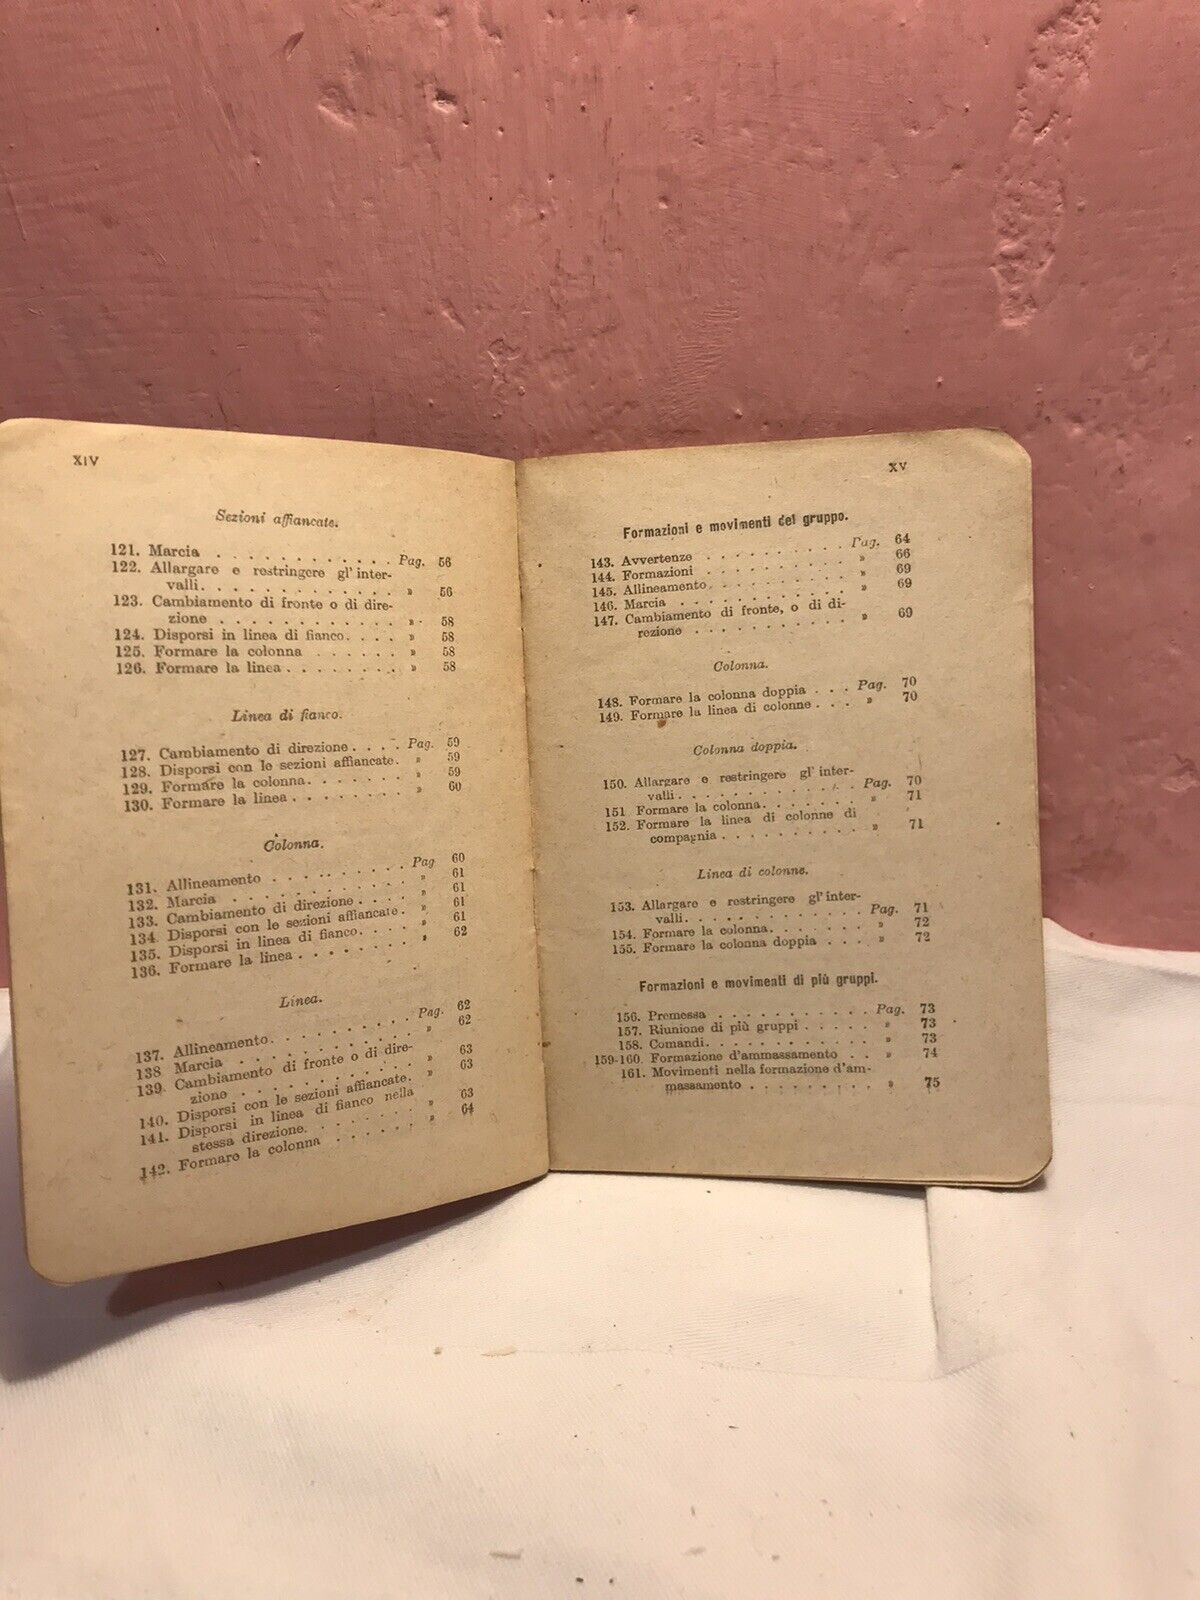 XIV
Sezioni affiancate.
121. Marcia . . . . . . . . . . . . Pag. 56
122. Allargare e restringere gl'inter-
valli. . . . . . . . . . . . . » 56
123. Cambiamento di fronte o di dire-
zione . . . . . . . . . . . . » 58
124. Disporsi in linea di fianco. . . . » 58
125. Formare la colonna . . . . . . » 58
126. Formare la linea . . . . . . . » 58
Linea di fianco.
127. Cambiamento di direzione. . . . Pag. 59
128. Disporsi con le sezioni affiancate. » 59
129. Formare la colonna. . . . . . . » 59
130. Formare la linea . . . . . . . » 60
Colonna.
131. Allineamento . . . . . . . . . Pag 60
132. Marcia . . . . . . . . . . . » 61
133. Cambiamento di direzione . . . . » 61
134. Disporsi con le sezioni affiancate. » 61
135. Disporsi in linea di fianco. . . . » 61
136. Formare la linea . . . . . . . » 62
Linea.
137. Allineamento. . . . . . . . . Pag. 62
138 Marcia . . . . . . . . . . . » 62
139. Cambiamento di fronte o di dire-
zione . . . . . . . . . . . . » 63
140. Disporsi con le sezioni affiancate. » 63
141. Disporsi in linea di fianco nella
stessa direzione. . . . . . . . » 63
142. Formare la colonna . . . . . . » 64
XV
Formazioni e movimenti del gruppo.
143. Avvertenze . . . . . . . . . . Pag. 64
144. Formazioni . . . . . . . . . . » 66
145. Allineamento. . . . . . . . . » 69
146. Marcia . . . . . . . . . . . » 69
147. Cambiamento di fronte, o di di-
rezione . . . . . . . . . . . » 69
Colonna.
148. Formare la colonna doppia . . . Pag. 70
149. Formare la linea di colonne . . . » 70
Colonna doppia.
150. Allargare e restringere gl'inter-
valli. . . . . . . . . . . . Pag. 70
151 Formare la colonna. . . . . . . » 71
152. Formare la linea di colonne di
compagnia . . . . . . . . . . » 71
Linea di colonne.
153. Allargare e restringere gl'inter-
valli. . . . . . . . . . . . Pag. 71
154. Formare la colonna. . . . . . . » 72
155. Formare la colonna doppia . . . » 72
Formazioni e movimenti di più gruppi.
156. Premessa . . . . . . . . . . . Pag. 73
157. Riunione di più gruppi . . . . . » 73
158. Comandi . . . . . . . . . . . » 73
159-160. Formazione d'ammassamento . . » 74
161. Movimenti nella formazione d'am-
massamento . . . . . . . . . » 75